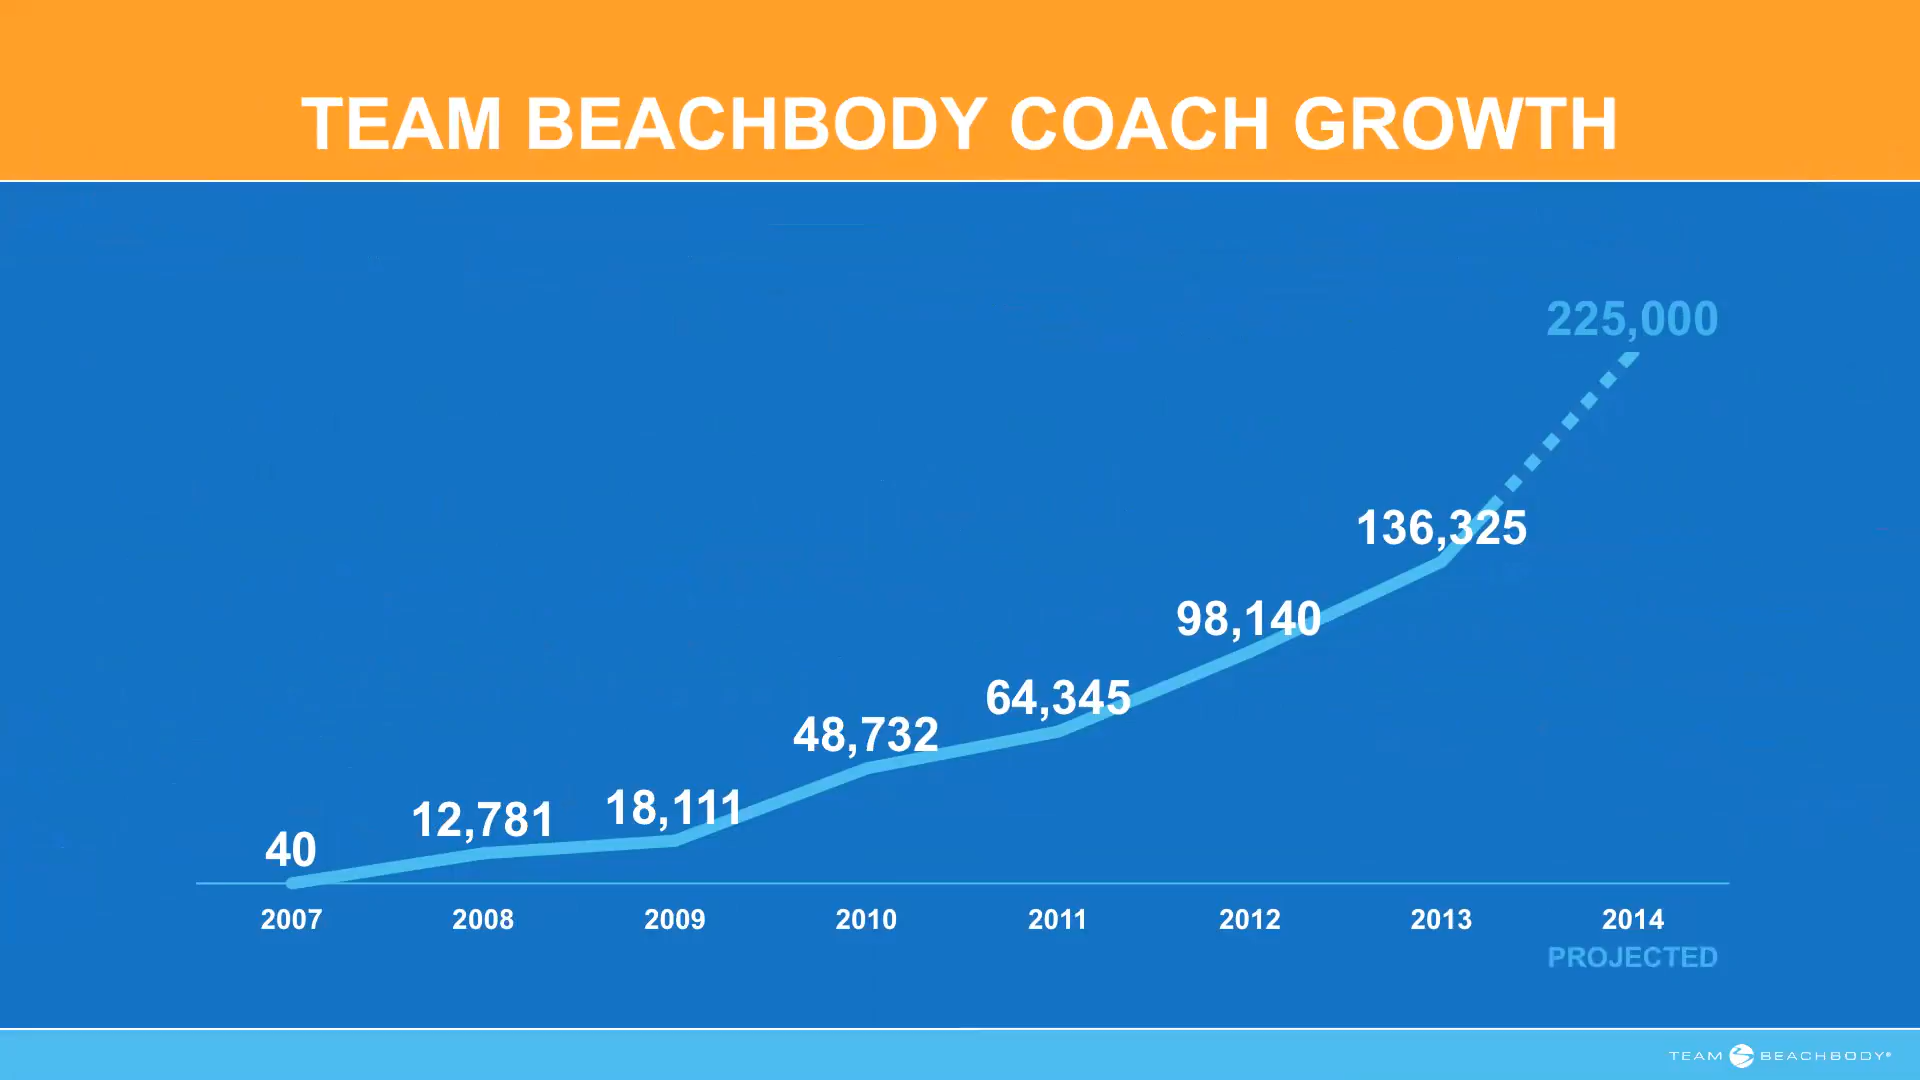 TEAM BEACHBODY COACH GROWTH
225,000
136,325
98,140
64,345
48,732
18,111
12,781
40
2007 2008 2009 2010 2011 2012 2013 2014
PROJECTED
TEAM BEACHBODY®